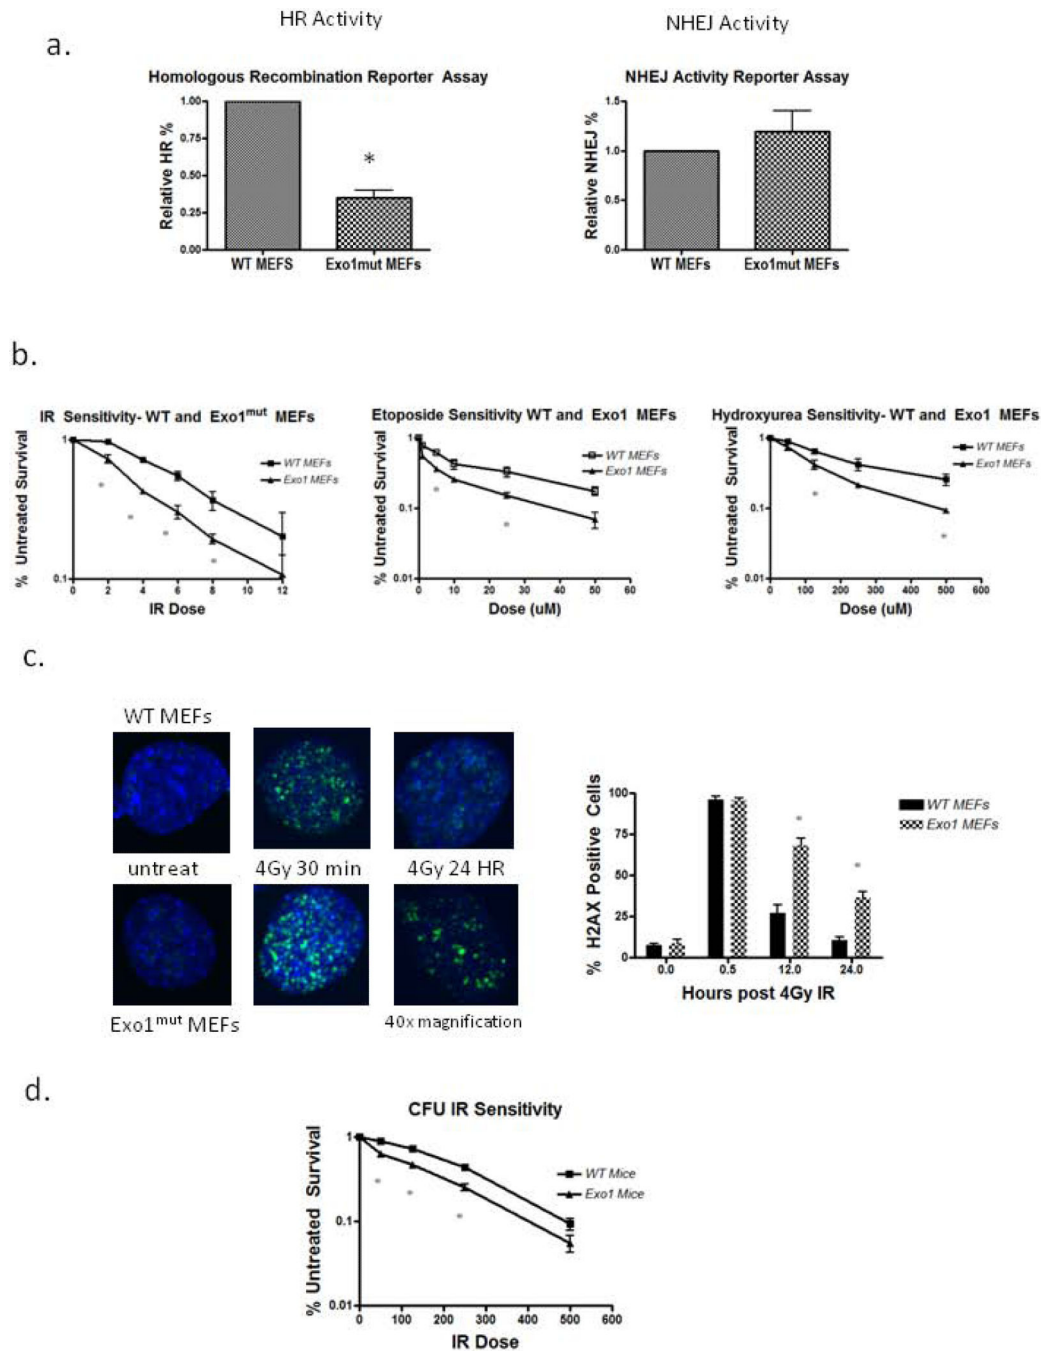 HR Activity
NHEJ Activity
a.
Homologous Recombination Reporter Assay
Relative HR %
1.00
0.75
0.50
0.25
0.00
*
WT MEFS
Exo1mut MEFs
NHEJ Activity Reporter Assay
Relative NHEJ %
1.5
1.0
0.5
0.0
WT MEFs
Exo1mut MEFs
b.
IR Sensitivity- WT and Exo1mut MEFs
% Untreated Survival
1
0.1
0 2 4 6 8 10 12
IR Dose
WT MEFs
Exo1 MEFs
* * * *
Etoposide Sensitivity WT and Exo1 MEFs
% Untreated Survival
1
0.1
0.01
0 10 20 30 40 50 60
Dose (uM)
WT MEFs
Exo1 MEFs
* *
Hydroxyurea Sensitivity- WT and Exo1 MEFs
% Untreated Survival
1
0.1
0.01
0 100 200 300 400 500 600
Dose (uM)
WT MEFs
Exo1 MEFs
* *
c.
WT MEFs
untreat
4Gy 30 min
4Gy 24 HR
Exo1mut MEFs
40x magnification
% H2AX Positive Cells
100
75
50
25
0
0.0 0.5 12.0 24.0
Hours post 4Gy IR
WT MEFs
Exo1 MEFs
* *
d.
CFU IR Sensitivity
% Untreated Survival
1
0.1
0.01
0 100 200 300 400 500 600
IR Dose
WT Mice
Exo1 Mice
* * *